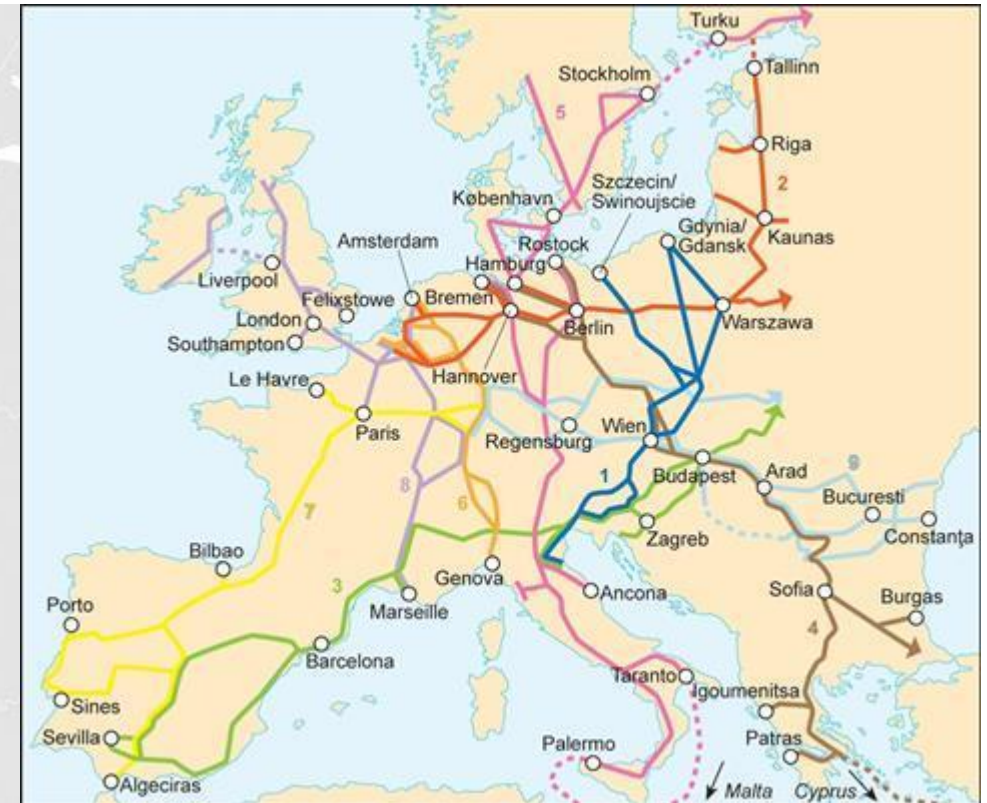 Turku
Tallinn
Stockholm
5
Riga
Szczecin/
Swinoujscie
2
København
Gdynia/
Gdansk
Kaunas
Amsterdam
Rostock
Hamburg
Liverpool
Felixstowe
Bremen
London
Berlin
Warszawa
Southampton
Hannover
Le Havre
Paris
Regensburg
Wien
Budapest
Arad
9
8
1
6
Bucuresti
7
Constanţa
Zagreb
Bilbao
Genova
3
Marseille
Ancona
Sofia
Burgas
Porto
4
Barcelona
Taranto
Igoumenitsa
Sines
Sevilla
Palermo
Patras
Algeciras
Malta
Cyprus